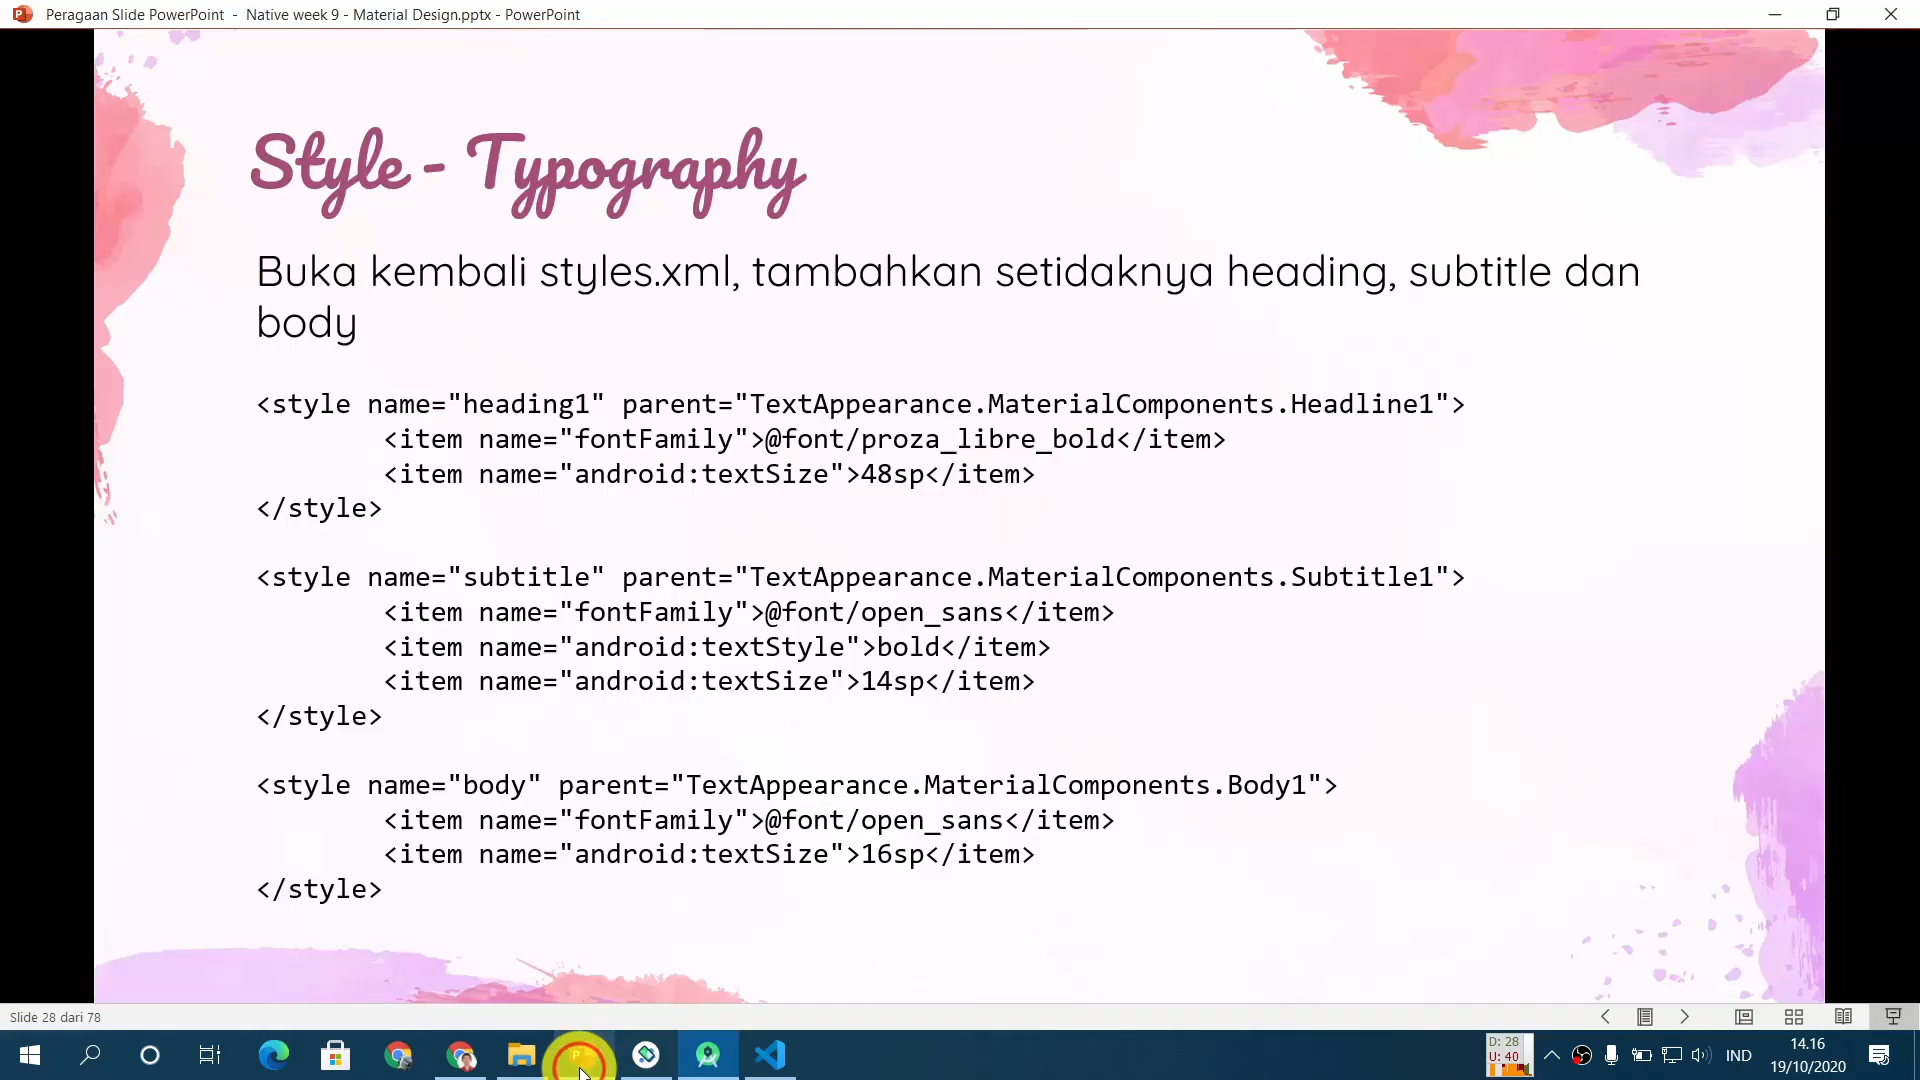 Peragaan Slide PowerPoint - Native week 9 - Material Design.pptx - PowerPoint
Style - Typography
Buka kembali styles.xml, tambahkan setidaknya heading, subtitle dan
body
<style name="heading1" parent="TextAppearance.MaterialComponents.Headline1">
<item name="fontFamily">@font/proza_libre_bold</item>
<item name="android:textSize">48sp</item>
</style>
<style name="subtitle" parent="TextAppearance.MaterialComponents.Subtitle1">
<item name="fontFamily">@font/open_sans</item>
<item name="android:textStyle">bold</item>
<item name="android:textSize">14sp</item>
</style>
<style name="body" parent="TextAppearance.MaterialComponents.Body1">
<item name="fontFamily">@font/open_sans</item>
<item name="android:textSize">16sp</item>
</style>
Slide 28 dari 78
D: 28
U: 40
IND
14.16
19/10/2020